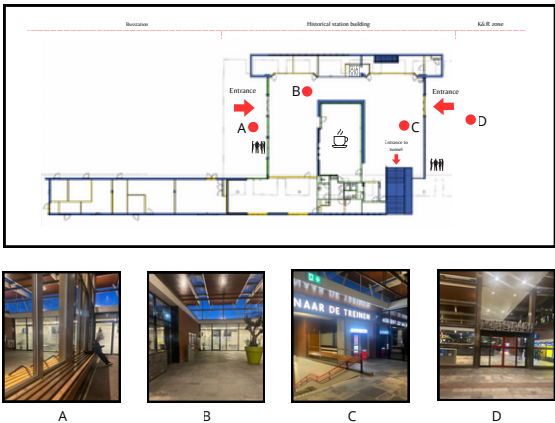 Busstation
Historical station building
K&R zone
Entrance
Entrance
B
A
C
D
Entrance to
tunnel
NAAR DE TREINEN
A
B
C
D